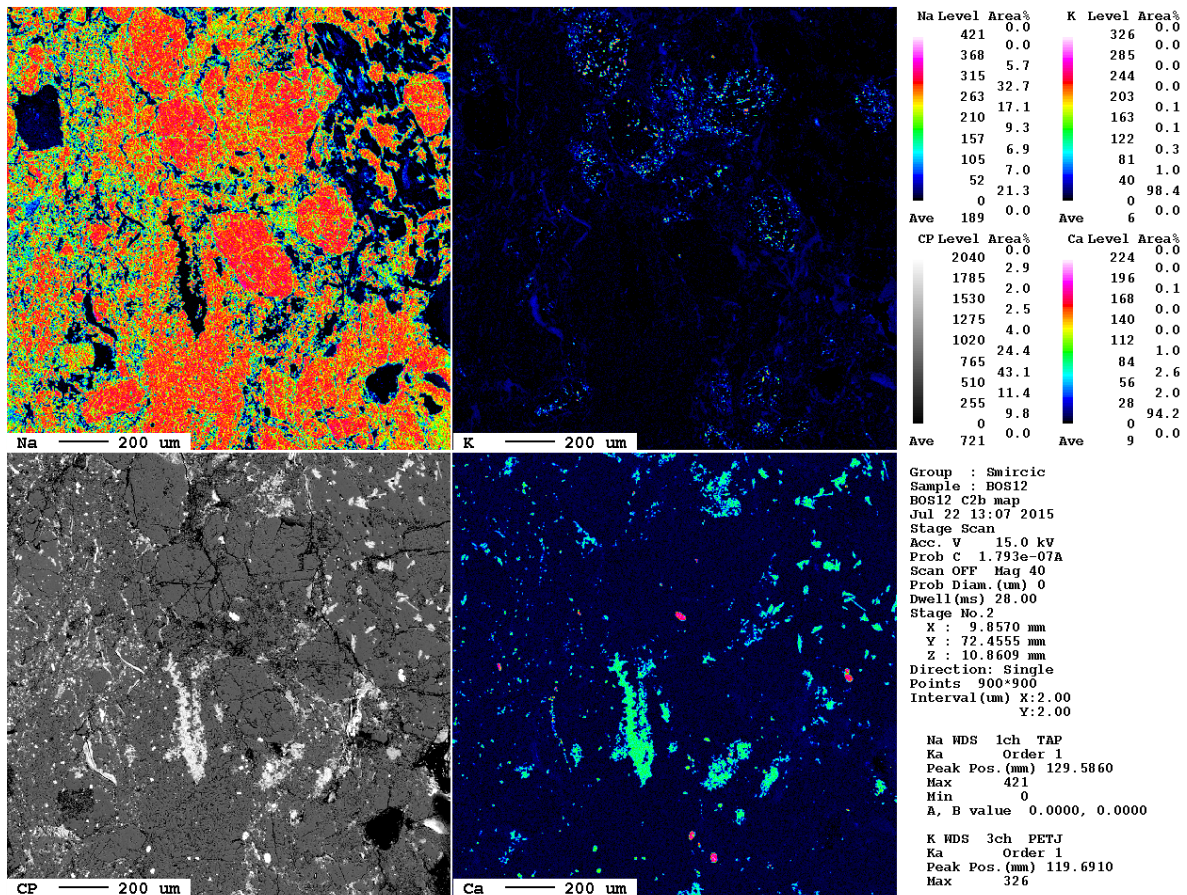 Na Level Area%
0.0
421
0.0
368
5.7
315
32.7
263
17.1
210
9.3
157
6.9
105
7.0
52
21.3
0
0.0
Ave 189
K Level Area%
0.0
326
0.0
285
0.0
244
0.0
203
0.1
163
0.1
122
0.3
81
1.0
40
98.4
0
0.0
Ave 6
CP Level Area%
0.0
2040
2.9
1785
2.0
1530
2.5
1275
4.0
1020
24.4
765
43.1
510
11.4
255
9.8
0
0.0
Ave 721
Ca Level Area%
0.0
224
0.0
196
0.1
168
0.0
140
0.0
112
1.0
84
2.6
56
2.0
28
94.2
0
0.0
Ave 9
Na 200 um
K 200 um
CP 200 um
Ca 200 um
Group : Smircic
Sample : BOS12
BOS12 C2b map
Jul 22 13:07 2015
Stage Scan
Acc. V 15.0 kV
Prob C 1.793e-07A
Scan OFF Mag 40
Prob Diam.(um) 0
Dwell(ms) 28.00
Stage No.2
X : 9.8570 mm
Y : 72.4555 mm
Z : 10.8609 mm
Direction: Single
Points 900*900
Interval(um) X:2.00
Y:2.00
Na WDS 1ch TAP
Ka Order 1
Peak Pos.(mm) 129.5860
Max 421
Min 0
A, B value 0.0000, 0.0000
K WDS 3ch PETJ
Ka Order 1
Peak Pos.(mm) 119.6910
Max 326